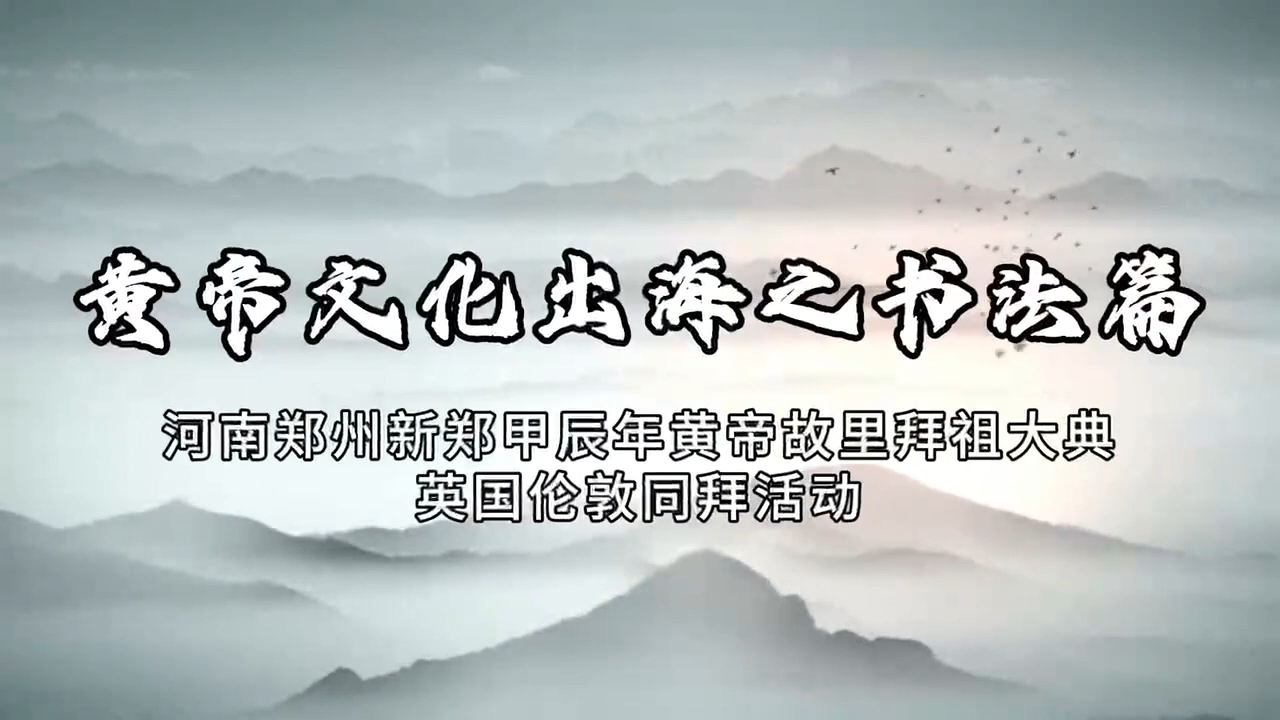 黄帝文化出海之书法篇
河南郑州新郑甲辰年黄帝故里拜祖大典
英国伦敦同拜活动